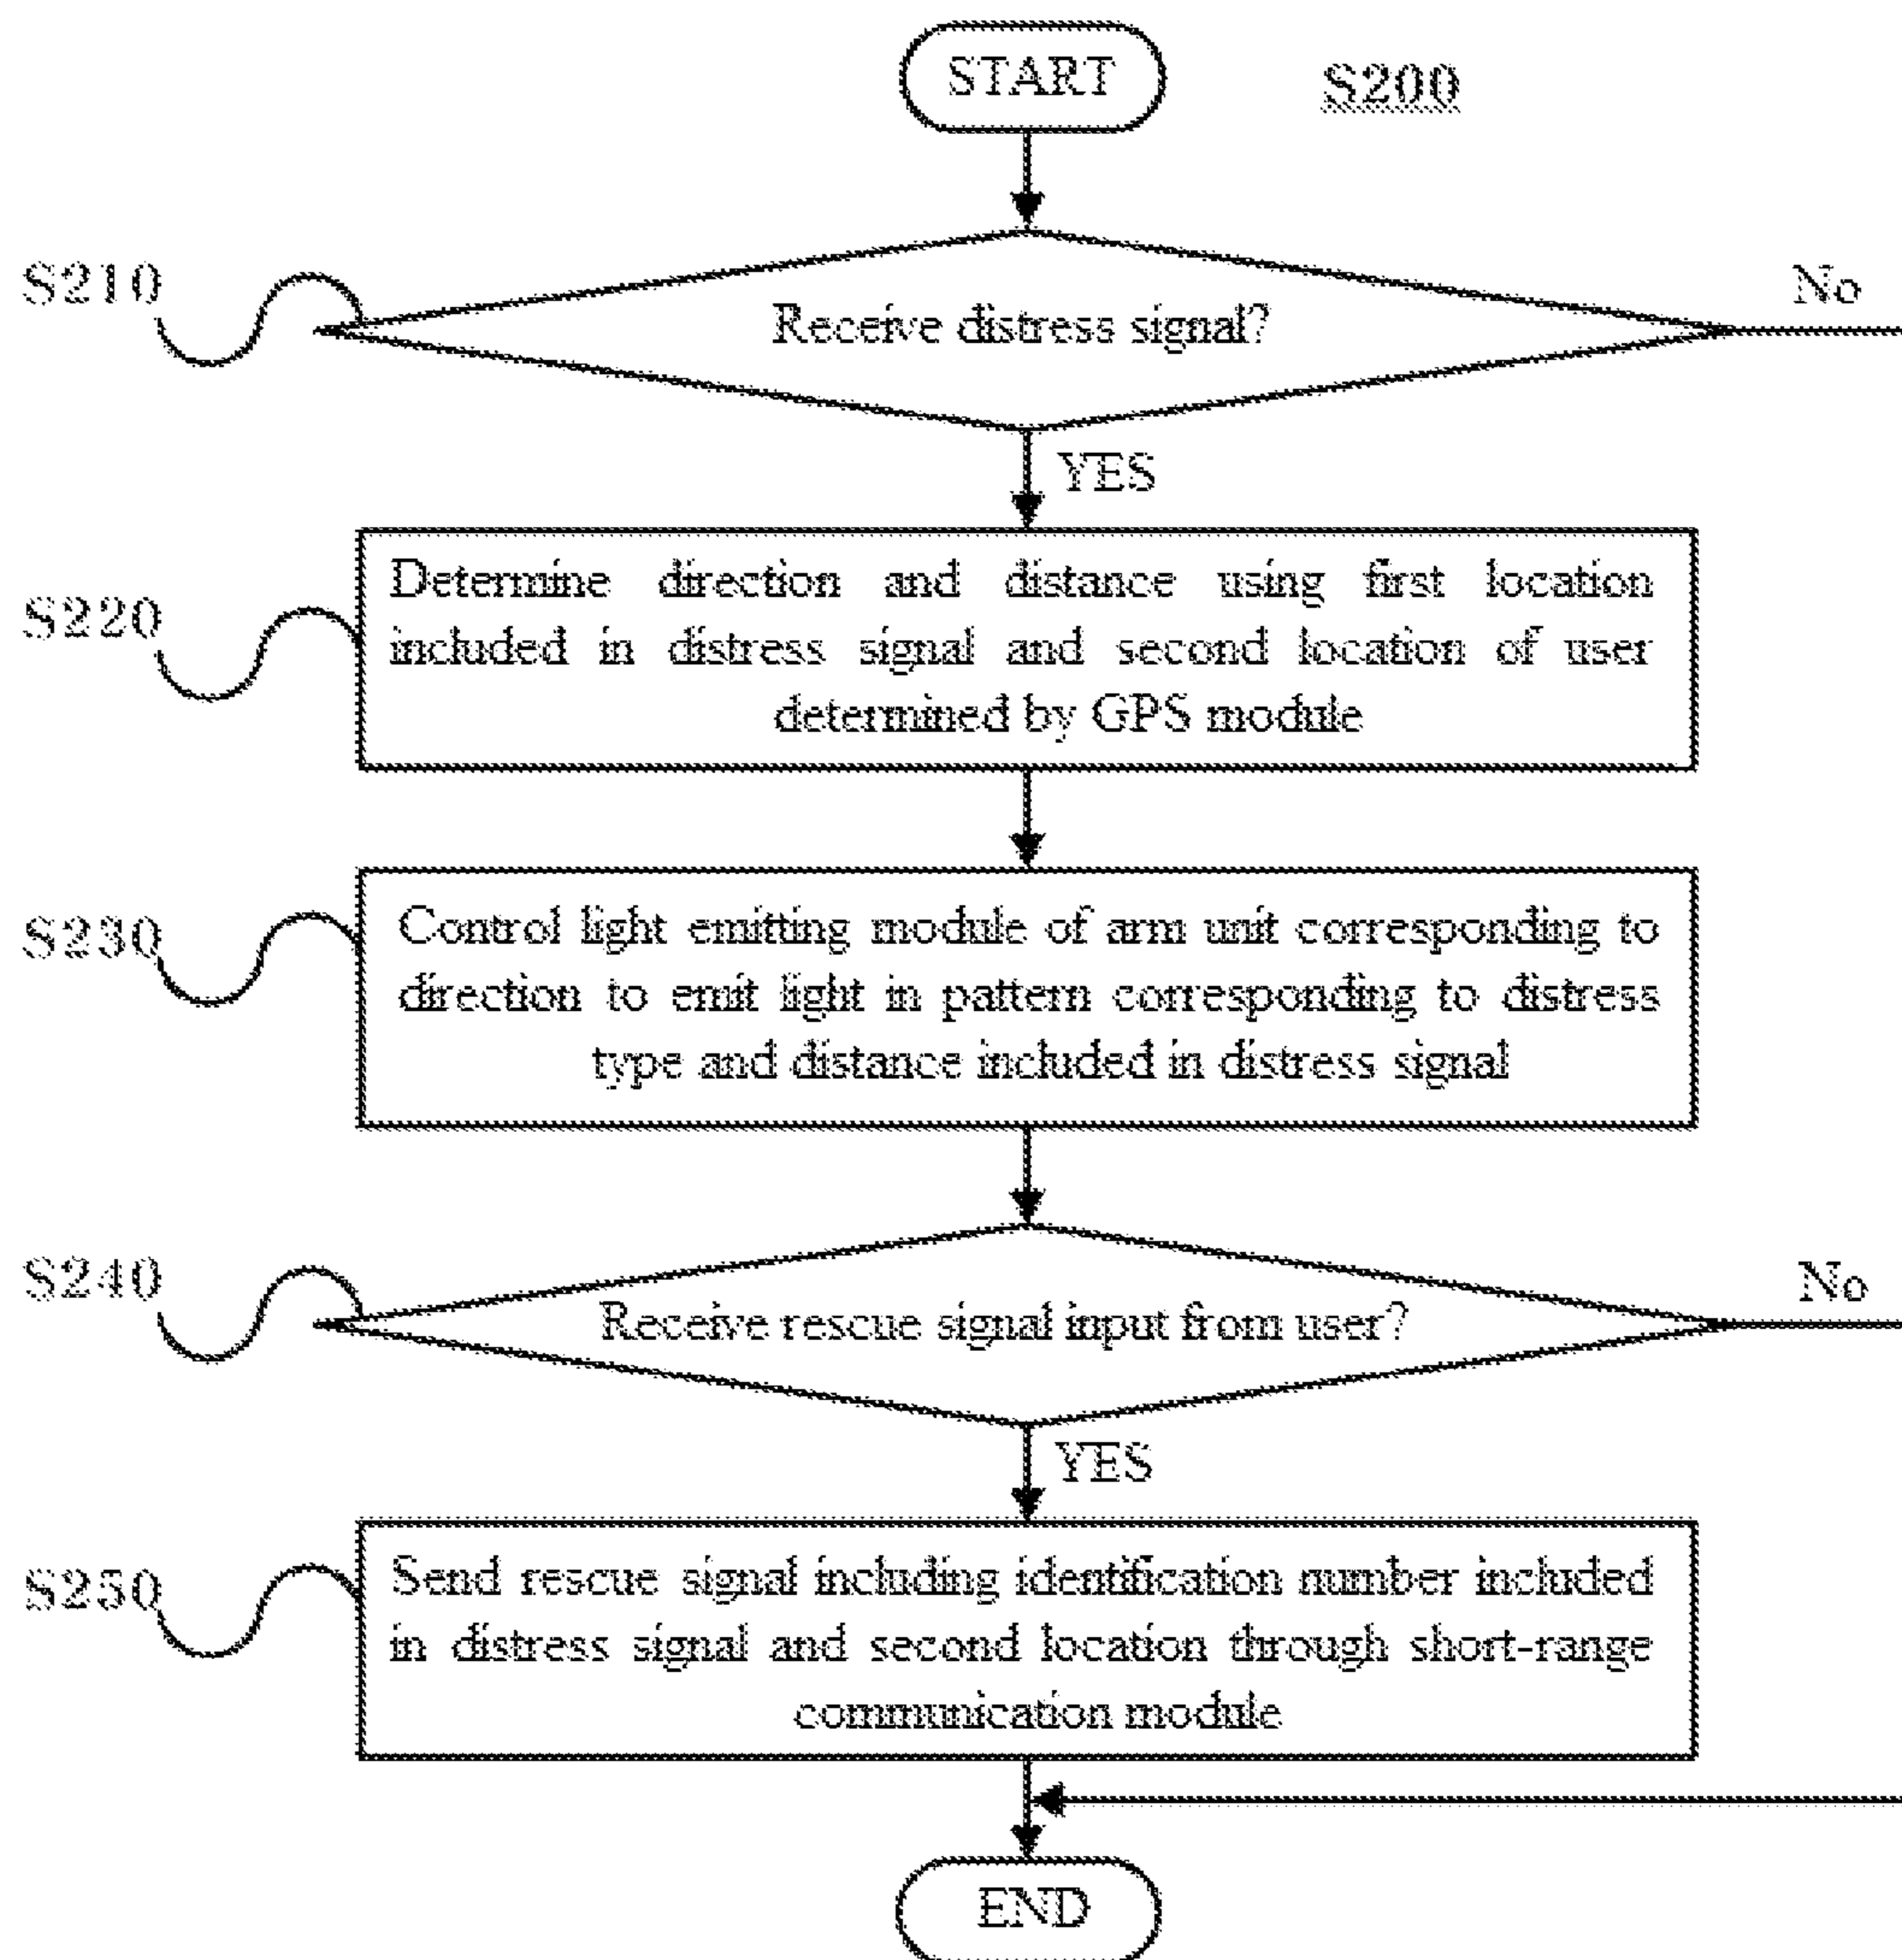 START
S200
S210
Receive distress signal?
No
YES
S220
Determine direction and distance using first location
included in distress signal and second location of user
determined by GPS module
S230
Control light emitting module of arm unit corresponding to
direction to emit light in pattern corresponding to distress
type and distance included in distress signal
S240
Receive rescue signal input from user?
No
YES
S250
Send rescue signal including identification number included
in distress signal and second location through short-range
communication module
END